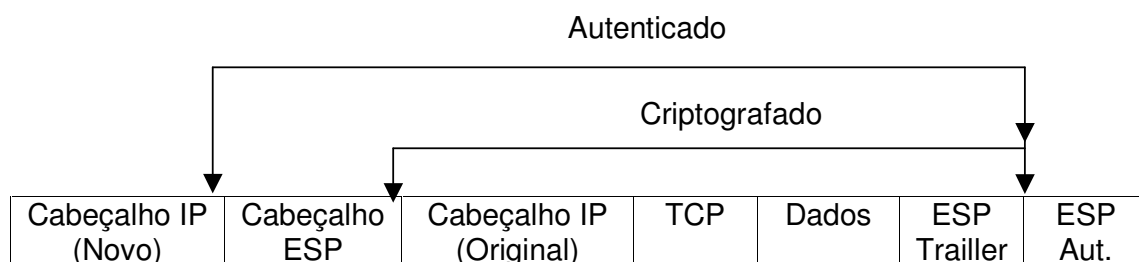 Autenticado
Criptografado
Cabeçalho IP Cabeçalho Cabeçalho IP TCP Dados ESP ESP
(Novo) ESP (Original) Trailler Aut.